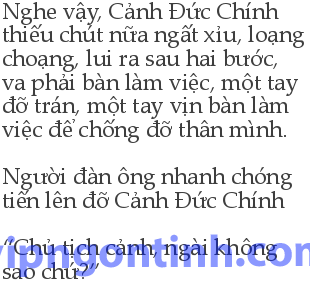 Nghe vậy, Cảnh Đức Chính
thiếu chút nữa ngất xỉu, loạng
choạng, lui ra sau hai bước,
va phải bàn làm việc, một tay
đỡ trán, một tay vịn bàn làm
việc để chống đỡ thân mình.
Người đàn ông nhanh chóng
tiến lên đỡ Cảnh Đức Chính
“Chủ tịch cảnh, ngài không
sao chứ?”
vipngontinh.com